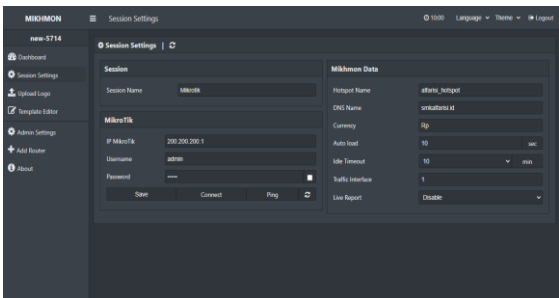 MIKHMON
Session Settings
10:00 Language Theme Logout
new-5714
Dashboard
Session Settings
Upload Logo
Template Editor
Admin Settings
Add Router
About
Session Settings |
Session
Session Name Mikrotik
MikroTik
IP MikroTik 200.200.200.1
Username admin
Password
Save Connect Ping
Mikhmon Data
Hotspot Name alfarisi_hotspot
DNS Name smkalfarisi.id
Currency Rp
Auto load 10 sec
Idle Timeout 10 min
Traffic Interface 1
Live Report Disable